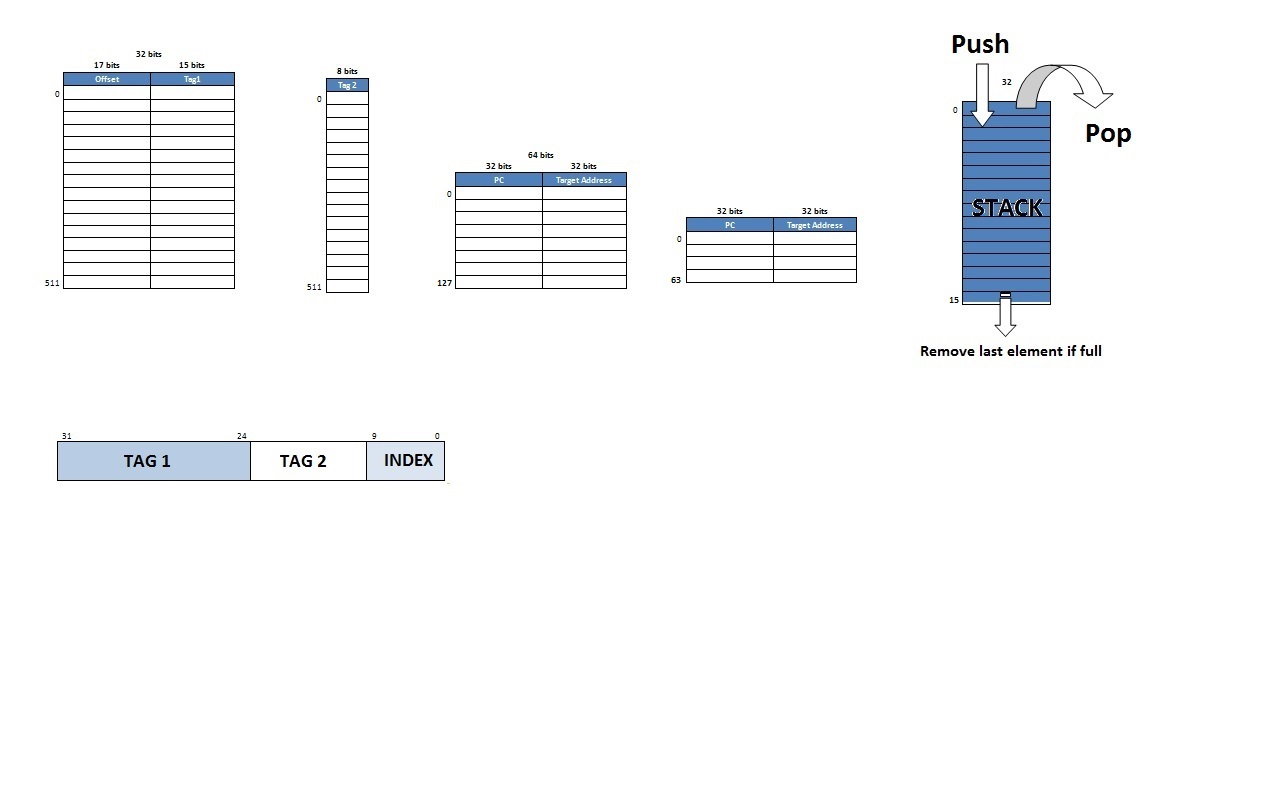 32 bits
17 bits 15 bits
Offset Tag1
0
511
8 bits
Tag 2
0
511
64 bits
32 bits 32 bits
PC Target Address
0
127
32 bits 32 bits
PC Target Address
0
63
Push
32
0
Pop
STACK
15
Remove last element if full
31 24 9 0
TAG 1 TAG 2 INDEX